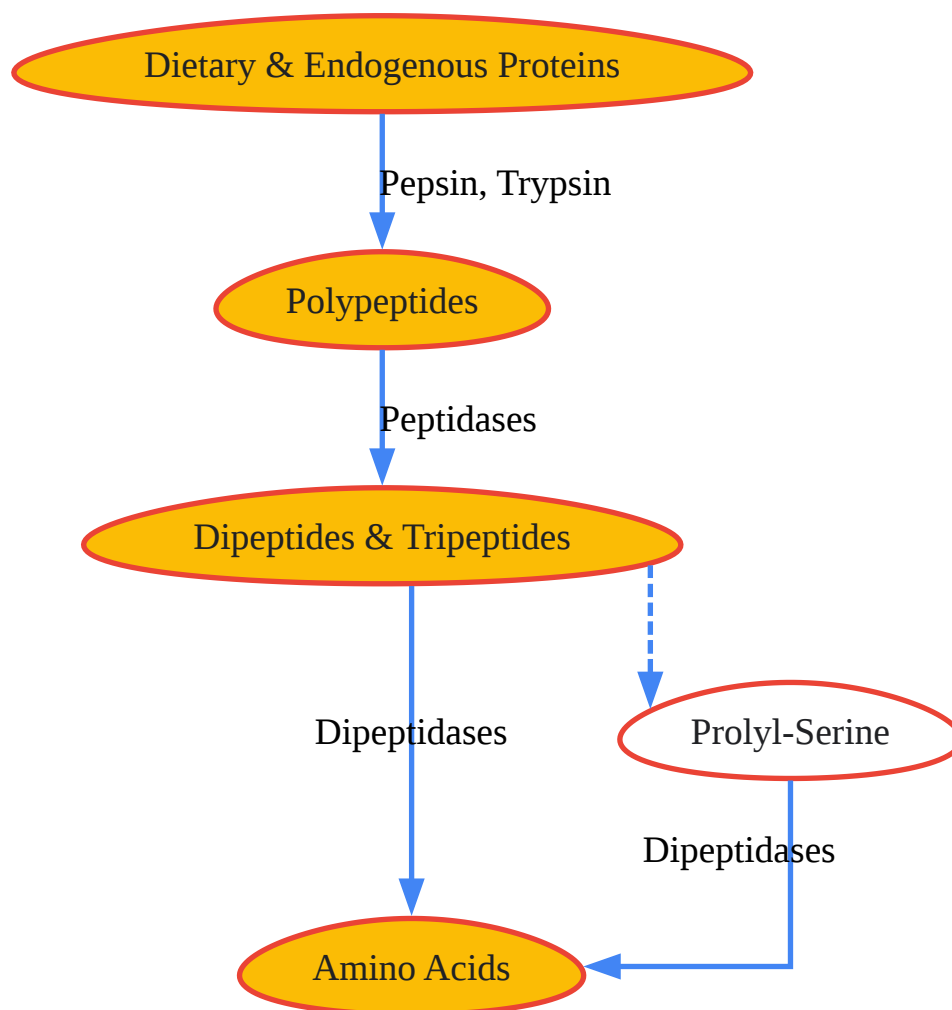 Dietary & Endogenous Proteins
Pepsin, Trypsin
Polypeptides
Peptidases
Dipeptides & Tripeptides
Dipeptidases
Prolyl-Serine
Dipeptidases
Amino Acids